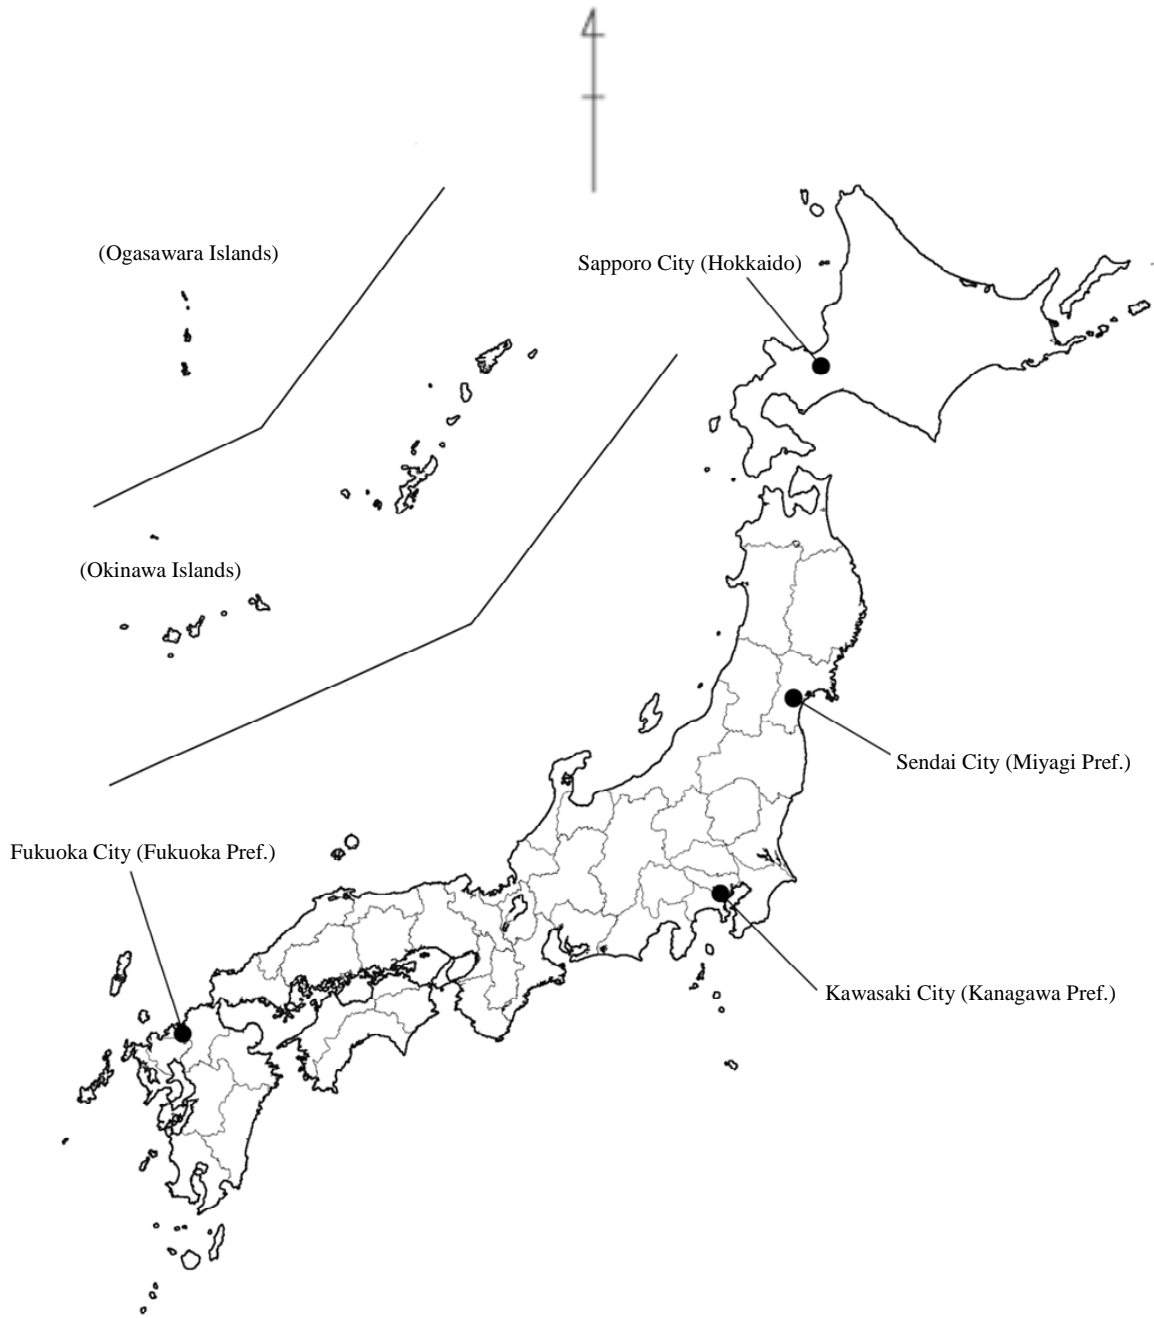 (Ogasawara Islands)
Sapporo City (Hokkaido)
(Okinawa Islands)
Sendai City (Miyagi Pref.)
Fukuoka City (Fukuoka Pref.)
Kawasaki City (Kanagawa Pref.)